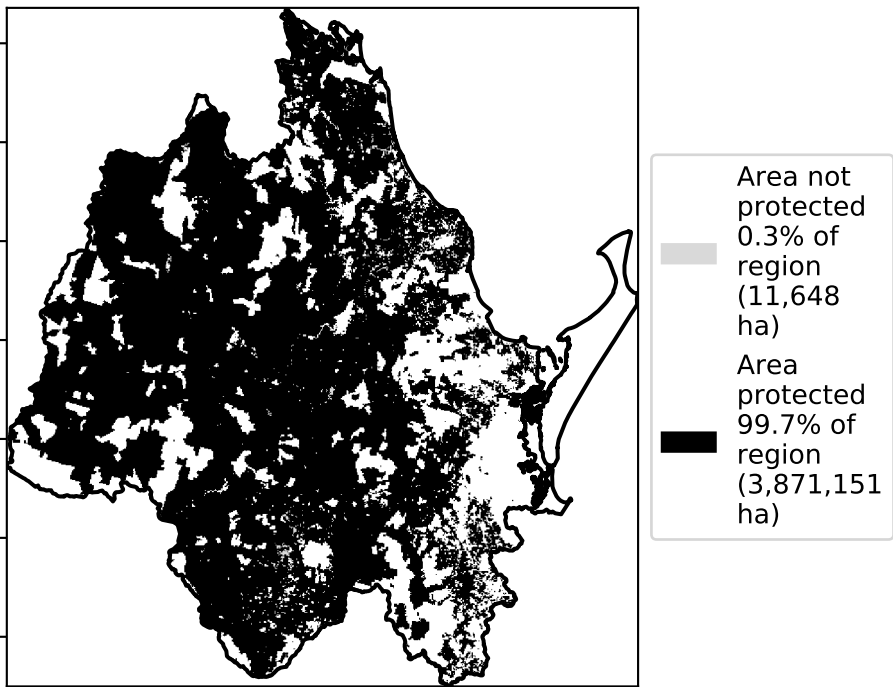 Area not
protected
0.3% of
region
(11,648
ha)
Area
protected
99.7% of
region
(3,871,151
ha)